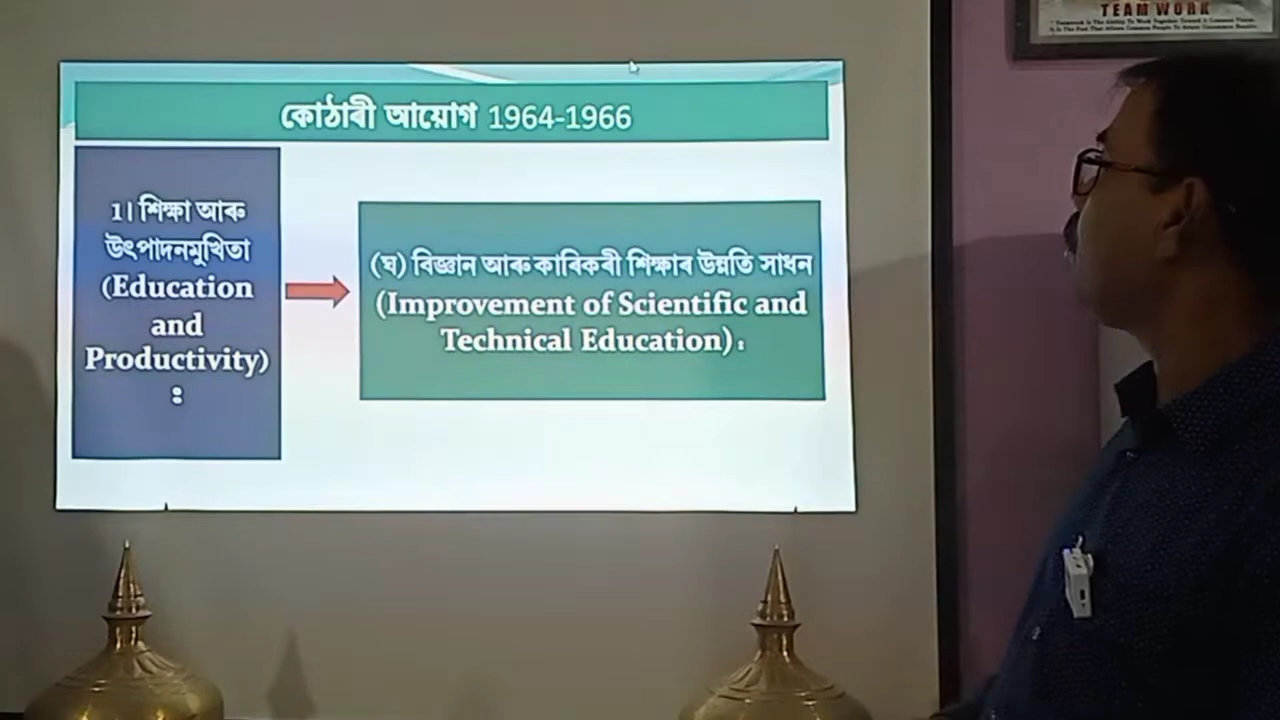 TEAM WORK
কোঠাৰী আয়োগ 1964-1966
1। শিক্ষা আৰু
উৎপাদনমুখিতা
(Education
and
Productivity)
:
(ঘ) বিজ্ঞান আৰু কাৰিকৰী শিক্ষাৰ উন্নতি সাধন
(Improvement of Scientific and
Technical Education) :